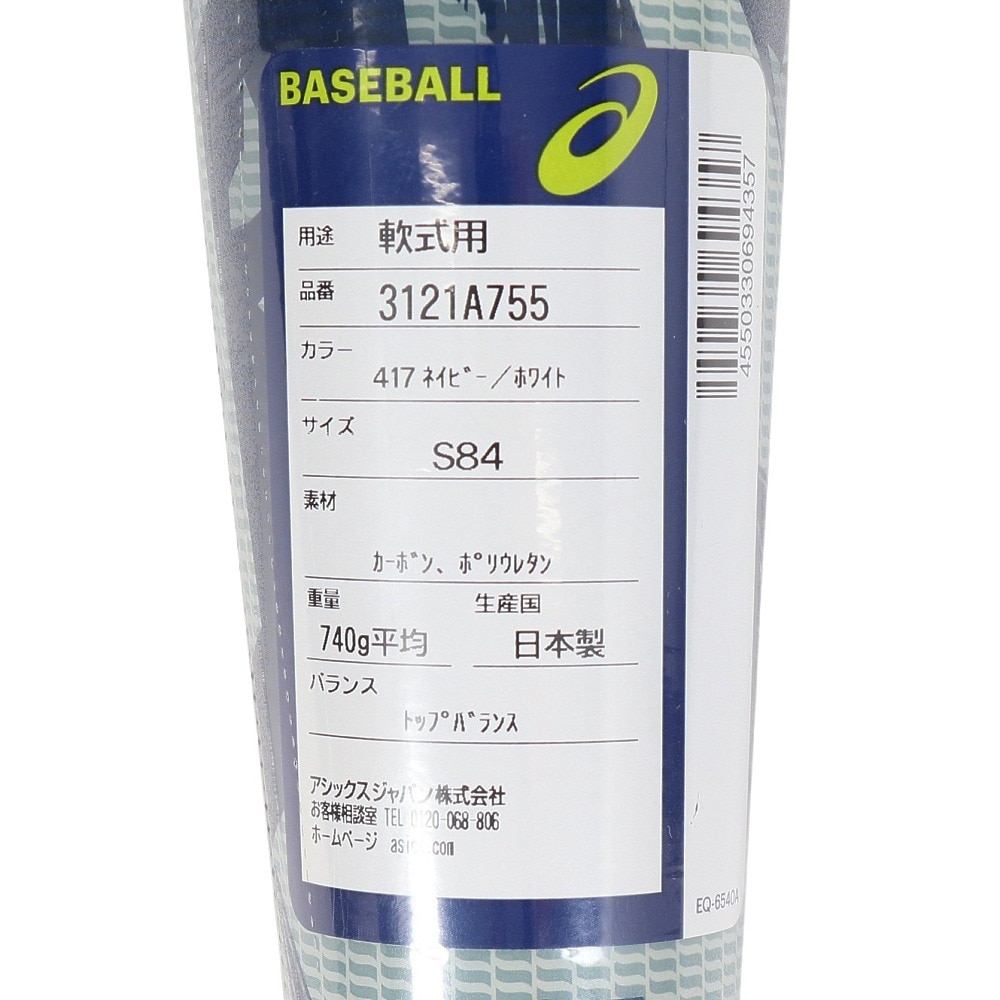 BASEBALL
用途 軟式用
品番 3121A755
カラー
417 ﾈｲﾋﾞｰ／ﾎﾜｲﾄ
サイズ
S84
素材
ｶｰﾎﾞﾝ、ﾎﾟﾘｳﾚﾀﾝ
重量 生産国
740g平均 日本製
バランス
ﾄｯﾌﾟﾊﾞﾗﾝｽ
アシックスジャパン株式会社
お客様相談室 TEL 0120-068-806
ホームページ asics.com
4550330694357
EQ-6540A